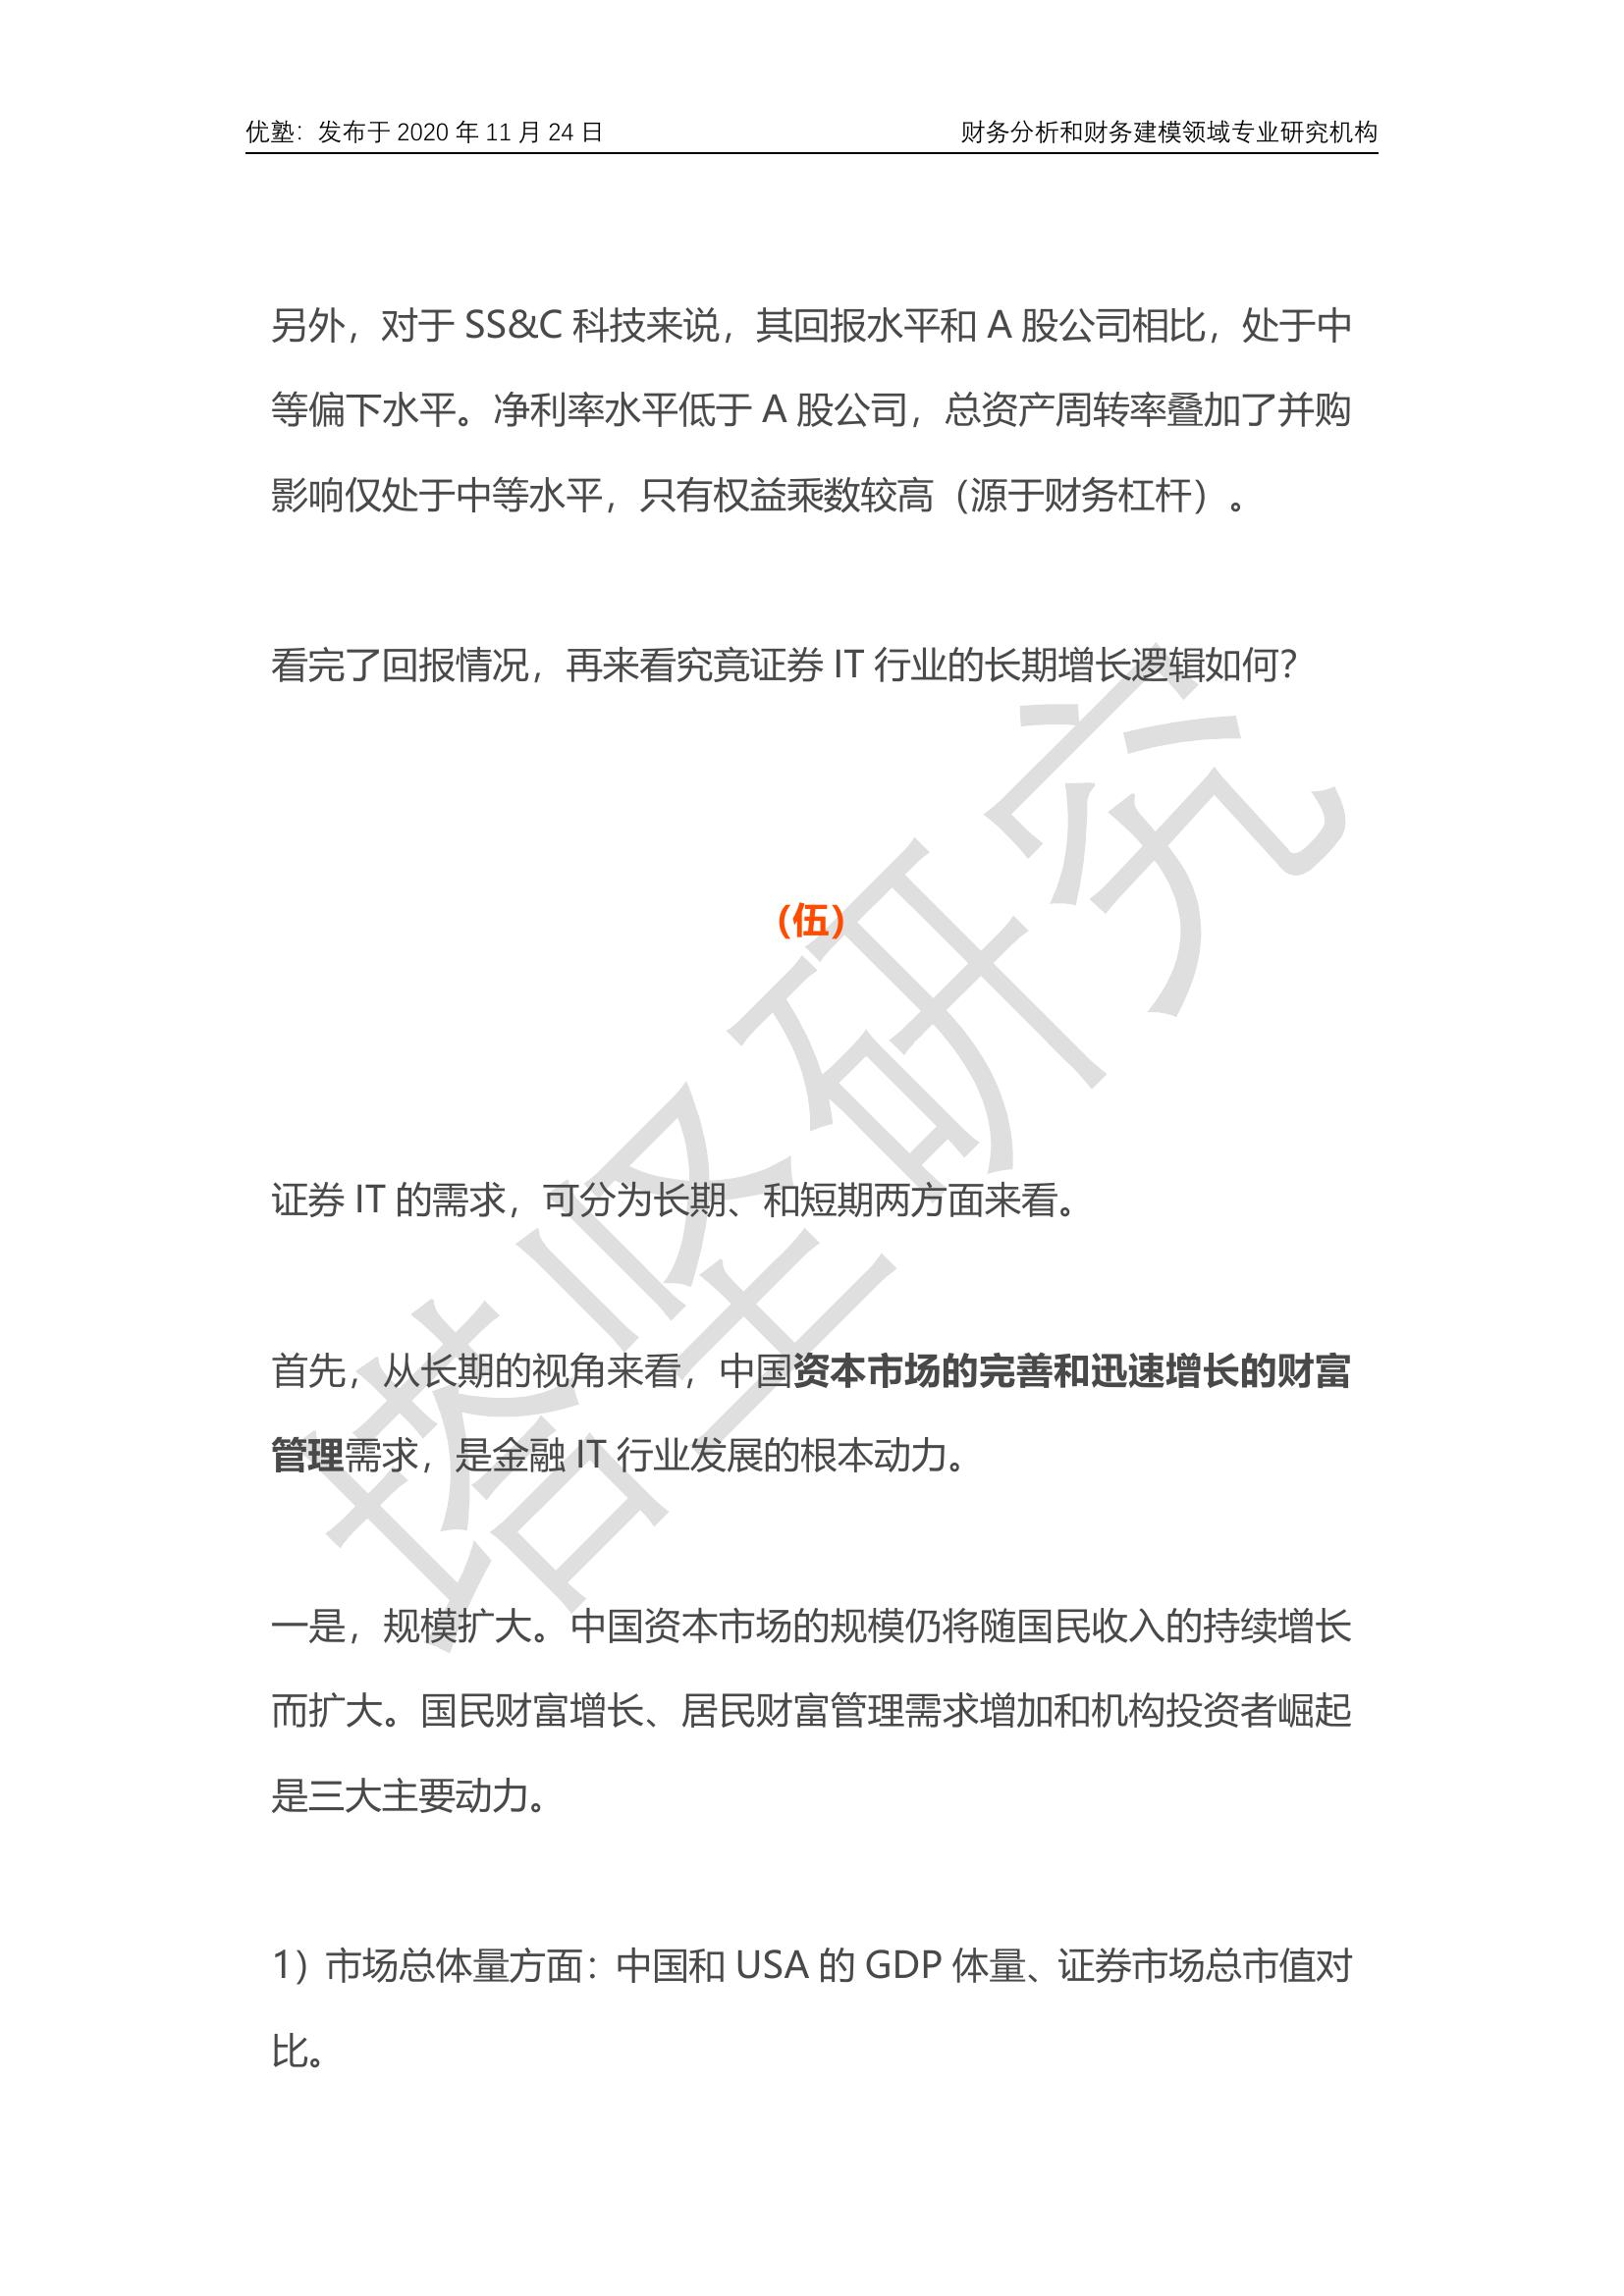 优塾：发布于 2020 年 11 月 24 日 财务分析和财务建模领域专业研究机构
另外，对于 SS&C 科技来说，其回报水平和 A 股公司相比，处于中
等偏下水平。净利率水平低于 A 股公司，总资产周转率叠加了并购
影响仅处于中等水平，只有权益乘数较高（源于财务杠杆）。
看完了回报情况，再来看究竟证券 IT 行业的长期增长逻辑如何？
（伍）
证券 IT 的需求，可分为长期、和短期两方面来看。
首先，从长期的视角来看，中国资本市场的完善和迅速增长的财富
管理需求，是金融 IT 行业发展的根本动力。
一是，规模扩大。中国资本市场的规模仍将随国民收入的持续增长
而扩大。国民财富增长、居民财富管理需求增加和机构投资者崛起
是三大主要动力。
1）市场总体量方面：中国和 USA 的 GDP 体量、证券市场总市值对
比。
塔坚研究